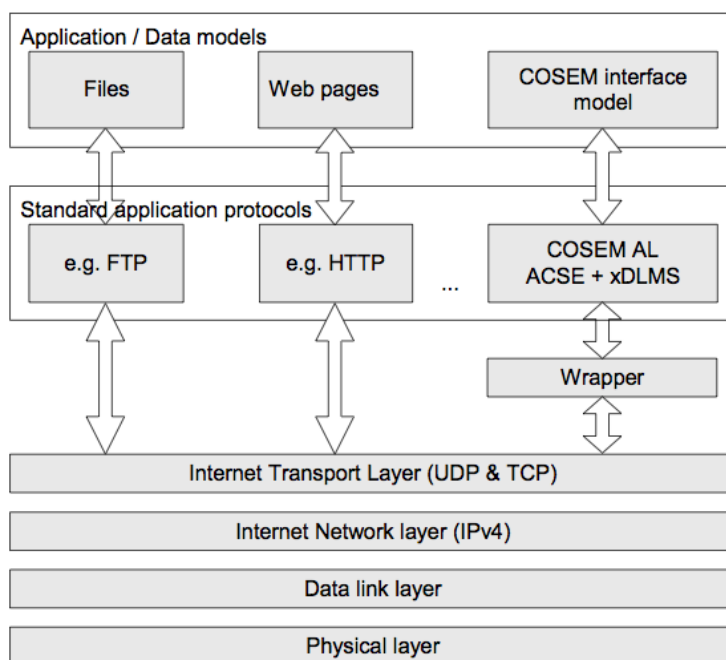 Application / Data models
Files
Web pages
COSEM interface
model
Standard application protocols
e.g. FTP
e.g. HTTP
...
COSEM AL
ACSE + xDLMS
Wrapper
Internet Transport Layer (UDP & TCP)
Internet Network layer (IPv4)
Data link layer
Physical layer